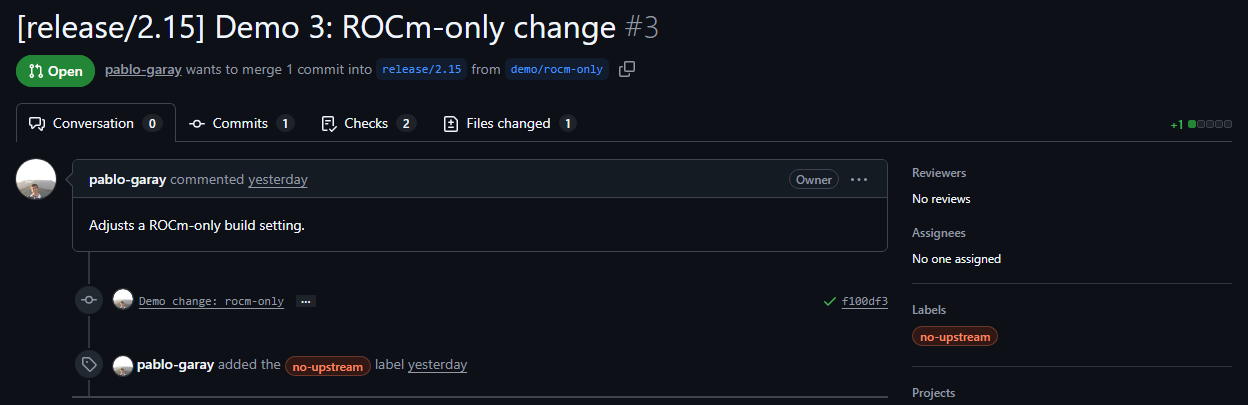 [release/2.15] Demo 3: ROCm-only change #3
Open pablo-garay wants to merge 1 commit into release/2.15 from demo/rocm-only
Conversation 0 Commits 1 Checks 2 Files changed 1 +1
pablo-garay commented yesterday Owner ...
Adjusts a ROCm-only build setting.
Demo change: rocm-only ... f100df3
pablo-garay added the no-upstream label yesterday
Reviewers
No reviews
Assignees
No one assigned
Labels
no-upstream
Projects